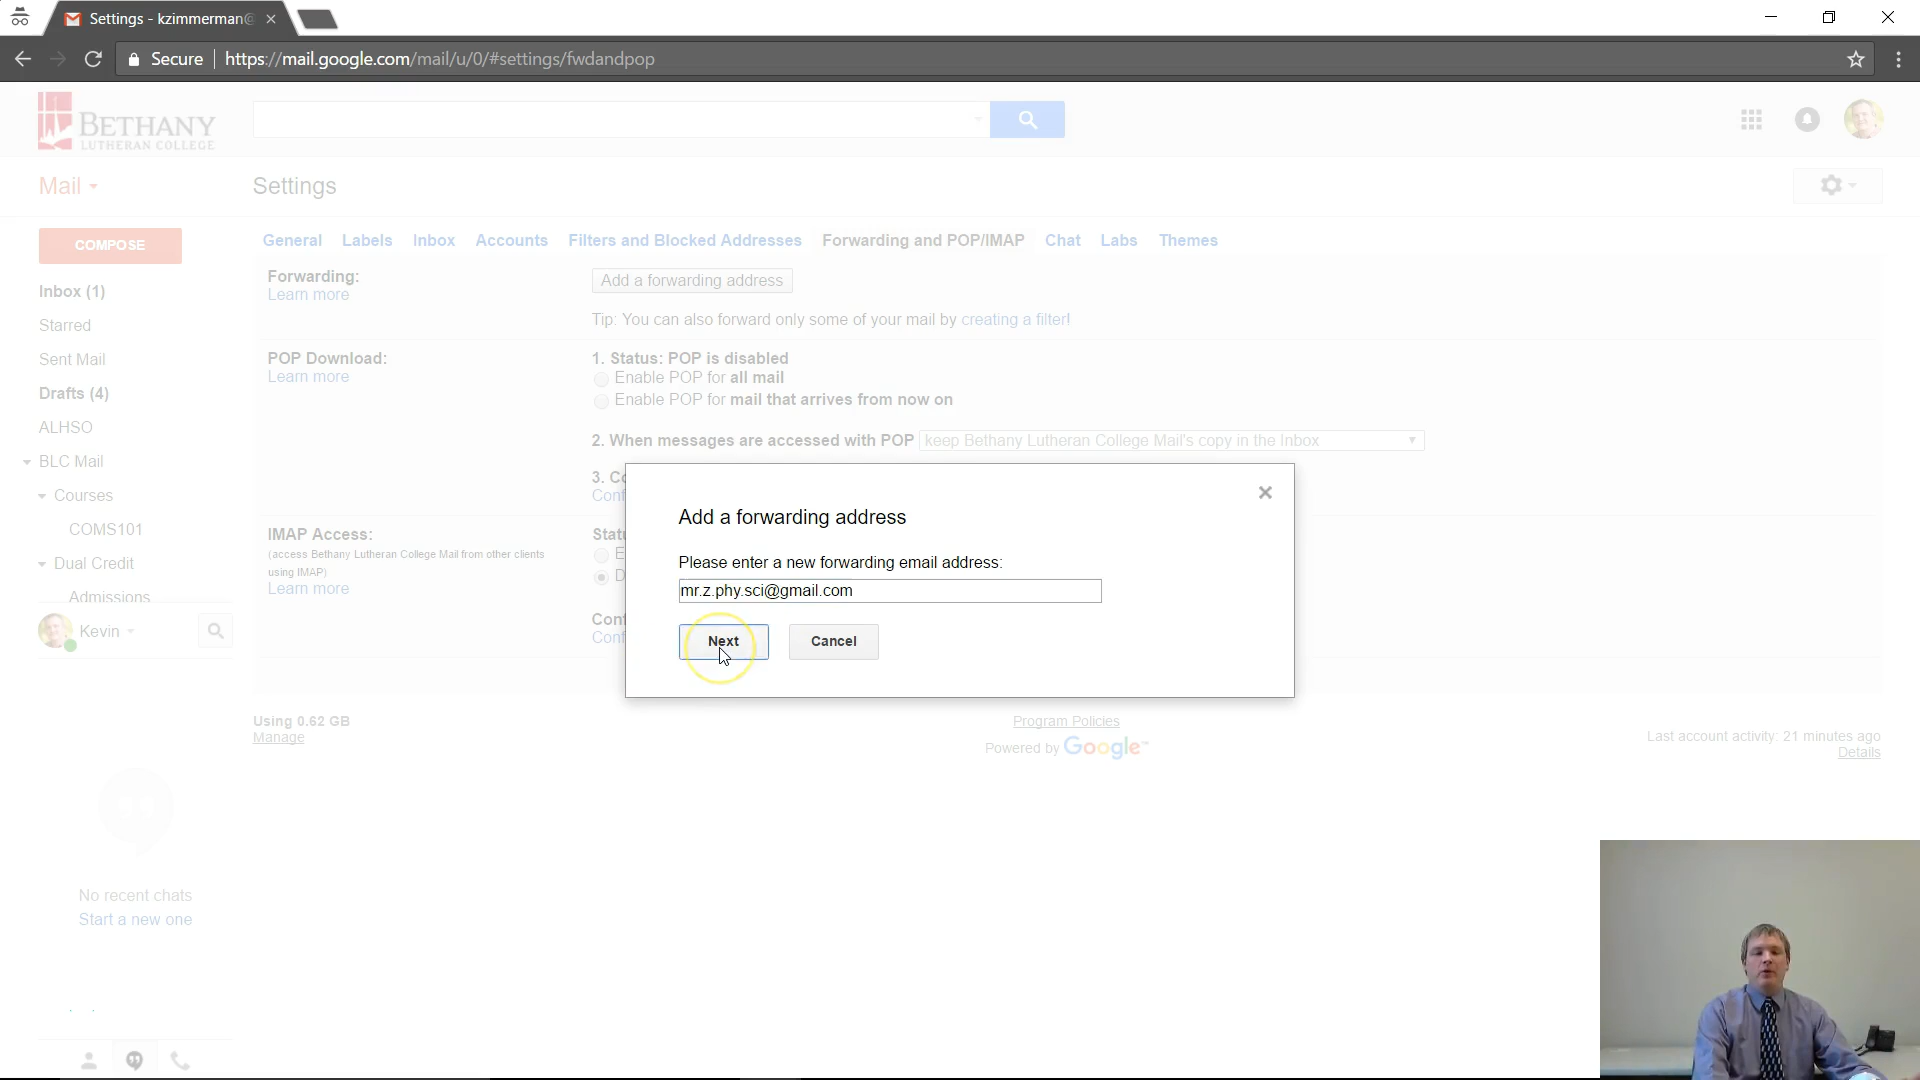 Settings - kzimmerman@
Secure
https://mail.google.com/mail/u/0/#settings/fwdandpop
BETHANY
LUTHERAN COLLEGE
Mail
Settings
COMPOSE
General Labels Inbox Accounts Filters and Blocked Addresses Forwarding and POP/IMAP Chat Labs Themes
Inbox (1)
Starred
Sent Mail
Drafts (4)
ALHSO
BLC Mail
Courses
COMS101
Dual Credit
Admissions
Kevin
Forwarding:
Learn more
Add a forwarding address
Tip: You can also forward only some of your mail by creating a filter!
POP Download:
Learn more
1. Status: POP is disabled
Enable POP for all mail
Enable POP for mail that arrives from now on
2. When messages are accessed with POP keep Bethany Lutheran College Mail's copy in the Inbox
3. Co
Conf
IMAP Access:
(access Bethany Lutheran College Mail from other clients
using IMAP)
Learn more
Statu
E
D
Conf
Conf
Add a forwarding address
Please enter a new forwarding email address:
mr.z.phy.sci@gmail.com
Next
Cancel
Using 0.62 GB
Manage
Program Policies
Powered by Google™
Last account activity: 21 minutes ago
Details
No recent chats
Start a new one